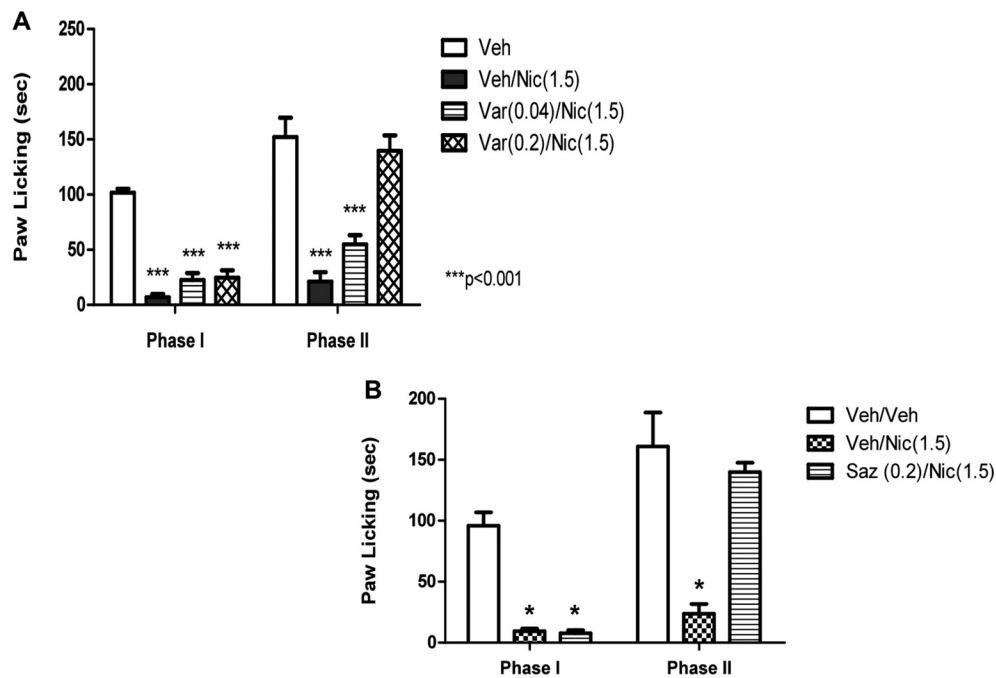 A
Paw Licking (sec)
250
200
150
100
50
0
***
***
***
***
***
Phase I
Phase II
Veh
Veh/Nic(1.5)
Var(0.04)/Nic(1.5)
Var(0.2)/Nic(1.5)
***p<0.001
B
Paw Licking (sec)
200
150
100
50
0
*
*
*
Phase I
Phase II
Veh/Veh
Veh/Nic(1.5)
Saz (0.2)/Nic(1.5)